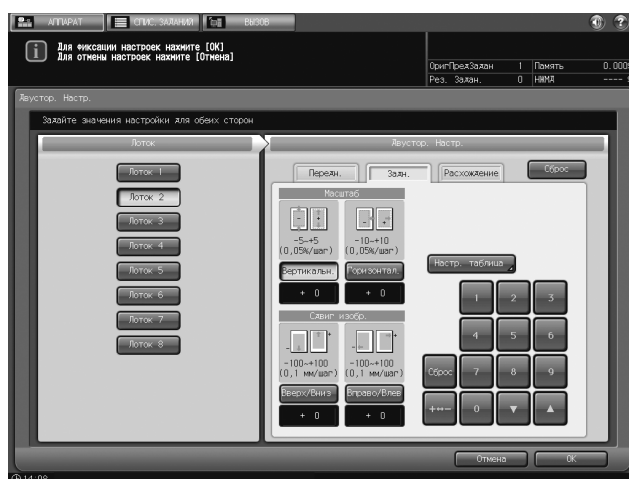 АППАРАТ СПИС. ЗАДАНИЙ ВЫЗОВ
Для фиксации настроек нажмите [OK]
Для отмены настроек нажмите [Отмена]
ОригПредЗадан 1 Память 0.000%
Рез. Задан. 0 НЖМД ----
Двустор. Настр.
Задайте значения настройки для обеих сторон
Лоток
Двустор. Настр.
Лоток 1
Лоток 2
Лоток 3
Лоток 4
Лоток 5
Лоток 6
Лоток 7
Лоток 8
Передн. Задн. Расхождение Сброс
Масштаб
-5~+5 -10~+10
(0,05%/шаг) (0,05%/шаг)
Вертикальн. Горизонтал.
+ 0 + 0
Настр. таблица
Сдвиг изобр.
-100~+100 -100~+100
(0,1 мм/шаг) (0,1 мм/шаг)
Вверх/Вниз Вправо/Влев
+ 0 + 0
1 2 3
4 5 6
Сброс 7 8 9
+↔- 0 ▼ ▲
Отмена OK
14:08